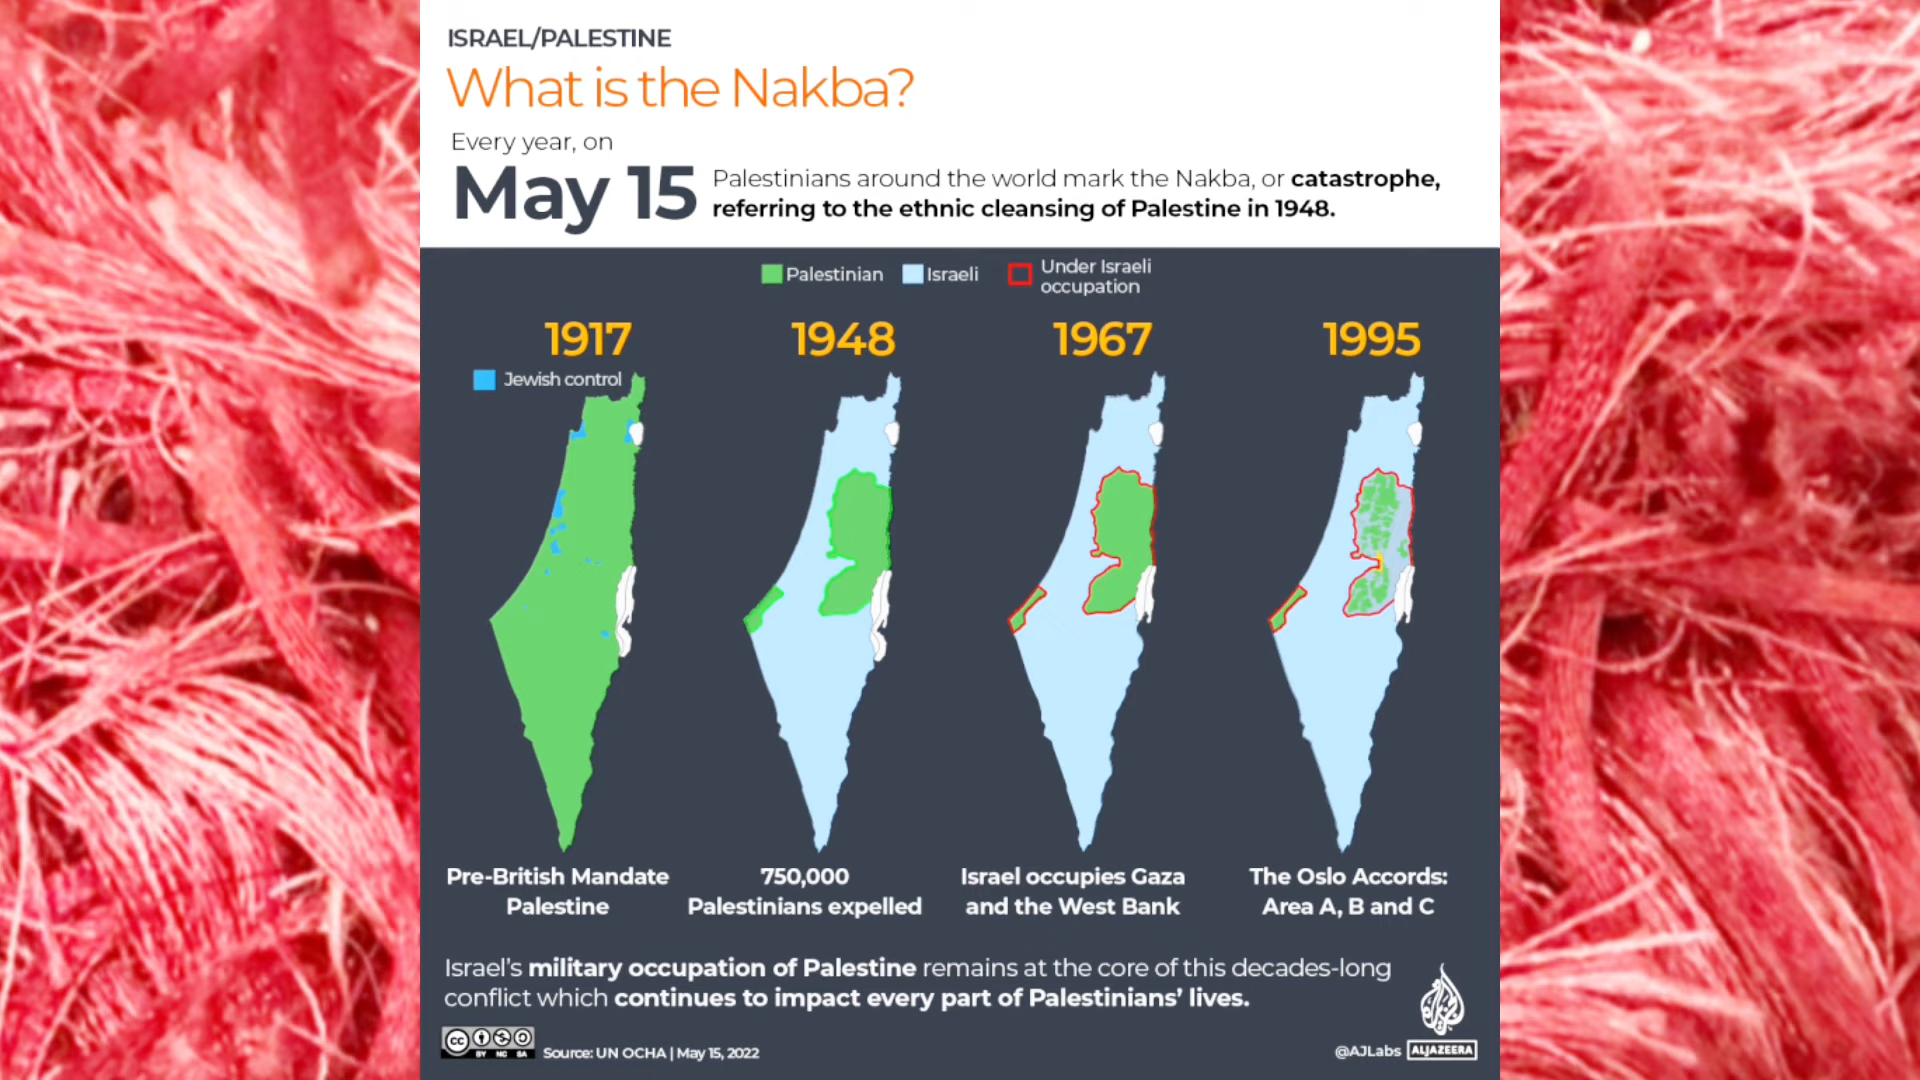 ISRAEL/PALESTINE
What is the Nakba?
Every year, on
May 15
Palestinians around the world mark the Nakba, or catastrophe,
referring to the ethnic cleansing of Palestine in 1948.
Palestinian
Israeli
Under Israeli
occupation
1917
1948
1967
1995
Jewish control
Pre-British Mandate
Palestine
750,000
Palestinians expelled
Israel occupies Gaza
and the West Bank
The Oslo Accords:
Area A, B and C
Israel's military occupation of Palestine remains at the core of this decades-long
conflict which continues to impact every part of Palestinians' lives.
cc
BY NC SA
Source: UN OCHA | May 15, 2022
@AJLabs
ALJAZEERA